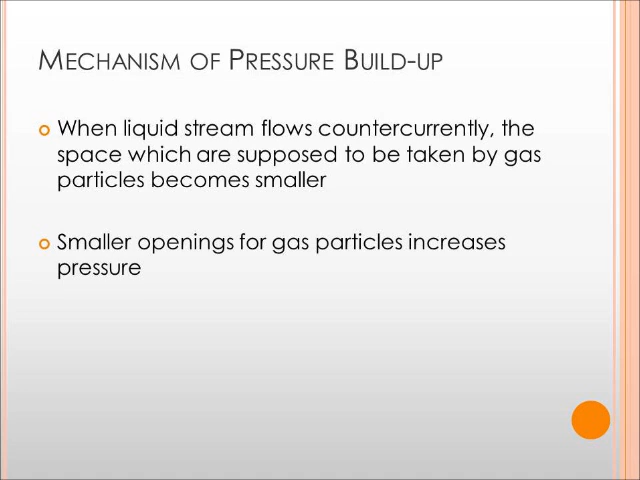 Mechanism of Pressure Build-up
When liquid stream flows countercurrently, the
space which are supposed to be taken by gas
particles becomes smaller
Smaller openings for gas particles increases
pressure